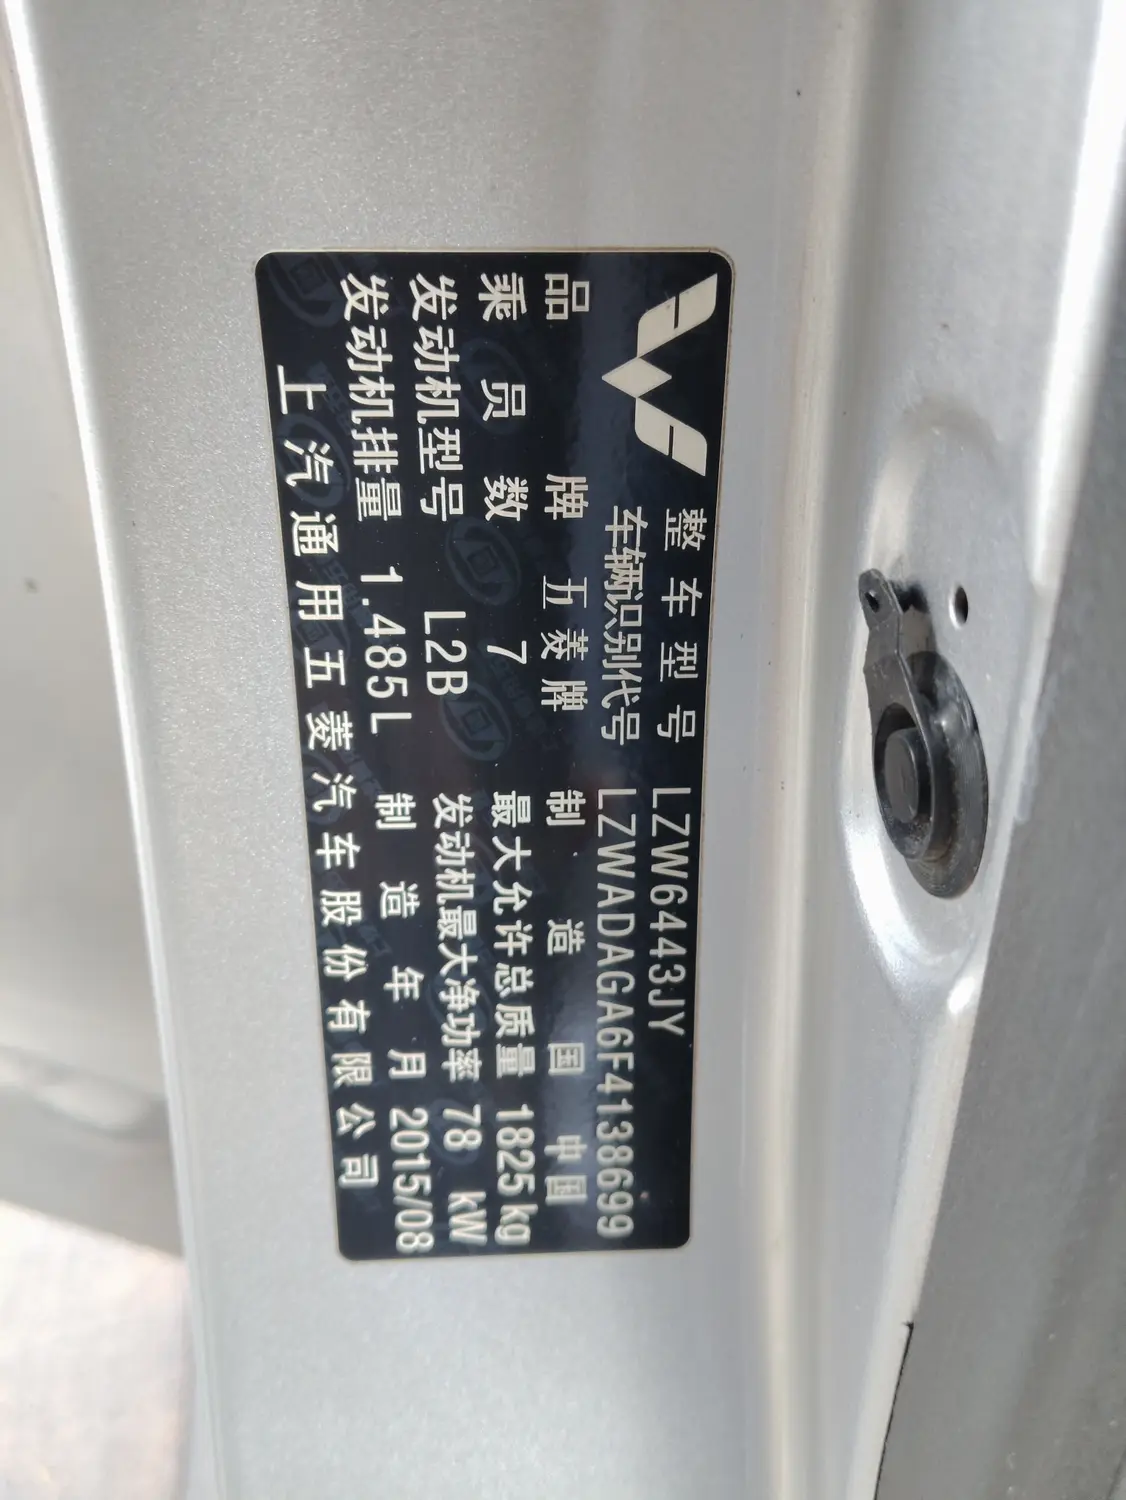 整车型号 LZW6443JY
车辆识别代号 LZWADAGA6F4138699
品牌 五菱牌 制造国 中国
乘员数 7 最大允许总质量 1825kg
发动机型号 L2B 发动机最大净功率 78 kW
发动机排量 1.485L 制造年月 2015/08
上汽通用五菱汽车股份有限公司